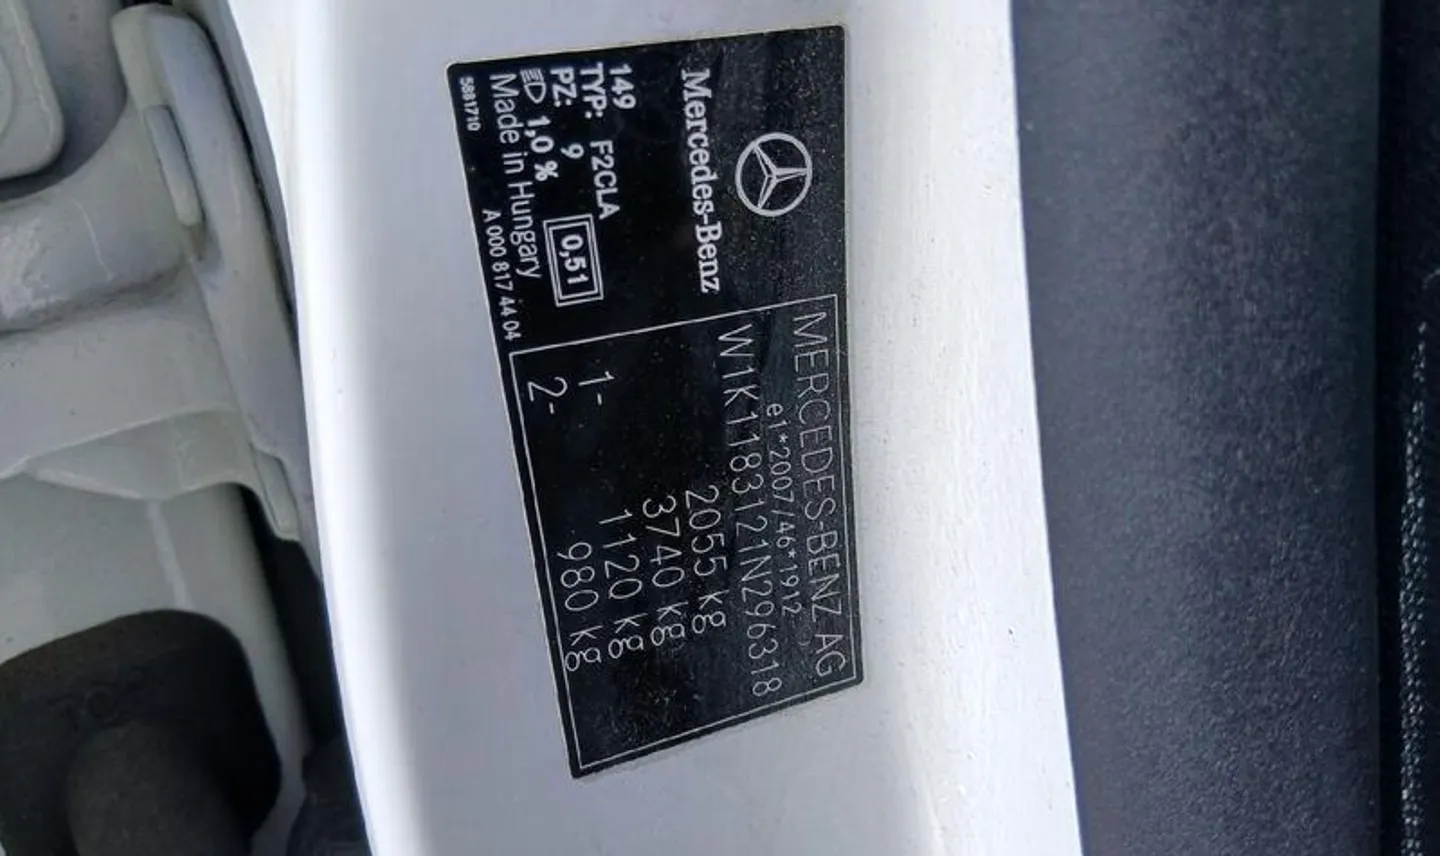 MERCEDES-BENZ AG
e1*2007/46*1912
W1K1183121N296318
2055 kg
3740 kg
1- 1120 kg
2- 980 kg
Mercedes-Benz
149
TYP: F2CLA
PZ: 9
1,0 %
0,51
Made in Hungary
5881710 A 000 817 44 04